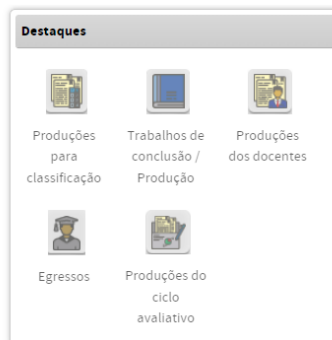 Destaques
Produções
para
classificação
Trabalhos de
conclusão /
Produção
Produções
dos docentes
Egressos
Produções do
ciclo
avaliativo